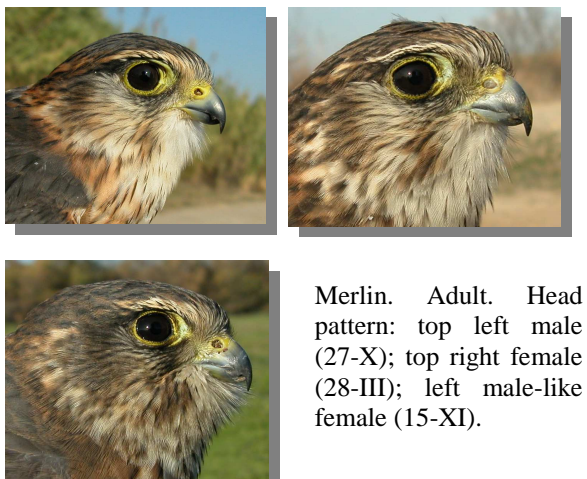 Merlin. Adult. Head
pattern: top left male
(27-X); top right female
(28-III); left male-like
female (15-XI).